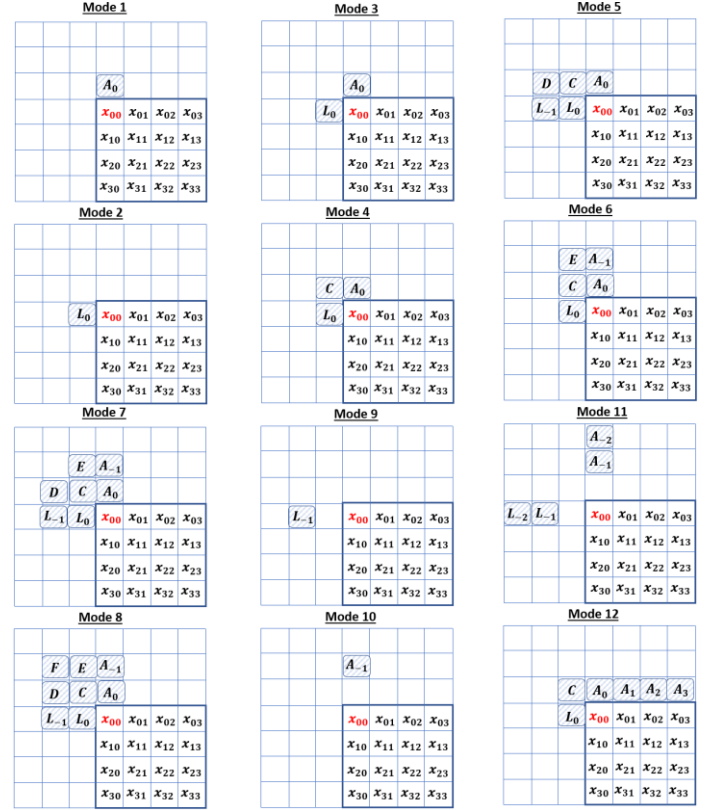 Mode 1
A₀
x₀₀ x₀₁ x₀₂ x₀₃
x₁₀ x₁₁ x₁₂ x₁₃
x₂₀ x₂₁ x₂₂ x₂₃
x₃₀ x₃₁ x₃₂ x₃₃
Mode 3
A₀
L₀ x₀₀ x₀₁ x₀₂ x₀₃
x₁₀ x₁₁ x₁₂ x₁₃
x₂₀ x₂₁ x₂₂ x₂₃
x₃₀ x₃₁ x₃₂ x₃₃
Mode 5
D C A₀
L₋₁ L₀ x₀₀ x₀₁ x₀₂ x₀₃
x₁₀ x₁₁ x₁₂ x₁₃
x₂₀ x₂₁ x₂₂ x₂₃
x₃₀ x₃₁ x₃₂ x₃₃
Mode 2
L₀ x₀₀ x₀₁ x₀₂ x₀₃
x₁₀ x₁₁ x₁₂ x₁₃
x₂₀ x₂₁ x₂₂ x₂₃
x₃₀ x₃₁ x₃₂ x₃₃
Mode 4
C A₀
L₀ x₀₀ x₀₁ x₀₂ x₀₃
x₁₀ x₁₁ x₁₂ x₁₃
x₂₀ x₂₁ x₂₂ x₂₃
x₃₀ x₃₁ x₃₂ x₃₃
Mode 6
E A₋₁
C A₀
L₀ x₀₀ x₀₁ x₀₂ x₀₃
x₁₀ x₁₁ x₁₂ x₁₃
x₂₀ x₂₁ x₂₂ x₂₃
x₃₀ x₃₁ x₃₂ x₃₃
Mode 7
E A₋₁
D C A₀
L₋₁ L₀ x₀₀ x₀₁ x₀₂ x₀₃
x₁₀ x₁₁ x₁₂ x₁₃
x₂₀ x₂₁ x₂₂ x₂₃
x₃₀ x₃₁ x₃₂ x₃₃
Mode 9
L₋₁ x₀₀ x₀₁ x₀₂ x₀₃
x₁₀ x₁₁ x₁₂ x₁₃
x₂₀ x₂₁ x₂₂ x₂₃
x₃₀ x₃₁ x₃₂ x₃₃
Mode 11
A₋₂
A₋₁
L₋₂ L₋₁ x₀₀ x₀₁ x₀₂ x₀₃
x₁₀ x₁₁ x₁₂ x₁₃
x₂₀ x₂₁ x₂₂ x₂₃
x₃₀ x₃₁ x₃₂ x₃₃
Mode 8
F E A₋₁
D C A₀
L₋₁ L₀ x₀₀ x₀₁ x₀₂ x₀₃
x₁₀ x₁₁ x₁₂ x₁₃
x₂₀ x₂₁ x₂₂ x₂₃
x₃₀ x₃₁ x₃₂ x₃₃
Mode 10
A₋₁
x₀₀ x₀₁ x₀₂ x₀₃
x₁₀ x₁₁ x₁₂ x₁₃
x₂₀ x₂₁ x₂₂ x₂₃
x₃₀ x₃₁ x₃₂ x₃₃
Mode 12
C A₀ A₁ A₂ A₃
L₀ x₀₀ x₀₁ x₀₂ x₀₃
x₁₀ x₁₁ x₁₂ x₁₃
x₂₀ x₂₁ x₂₂ x₂₃
x₃₀ x₃₁ x₃₂ x₃₃